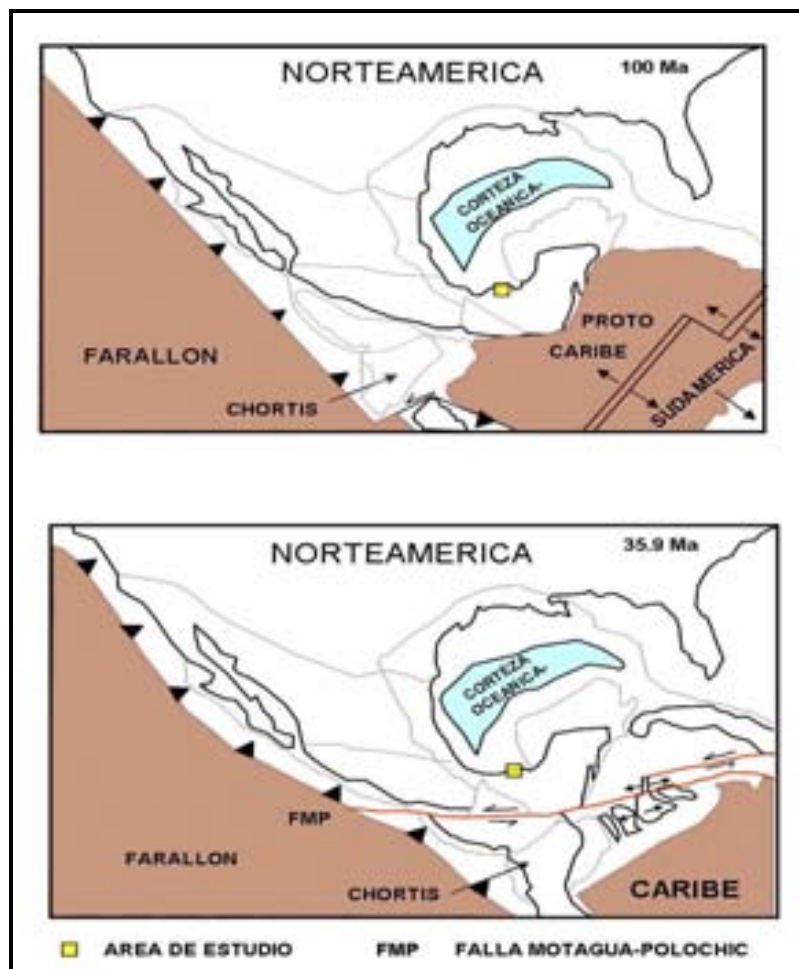 NORTEAMERICA
100 Ma
CORTEZA
OCEANICA-
PROTO
CARIBE
FARALLON
SUDAMERICA
CHORTIS
NORTEAMERICA
35.9 Ma
CORTEZA
OCEANICA-
FMP
FARALLON
CHORTIS
CARIBE
AREA DE ESTUDIO FMP FALLA MOTAGUA-POLOCHIC